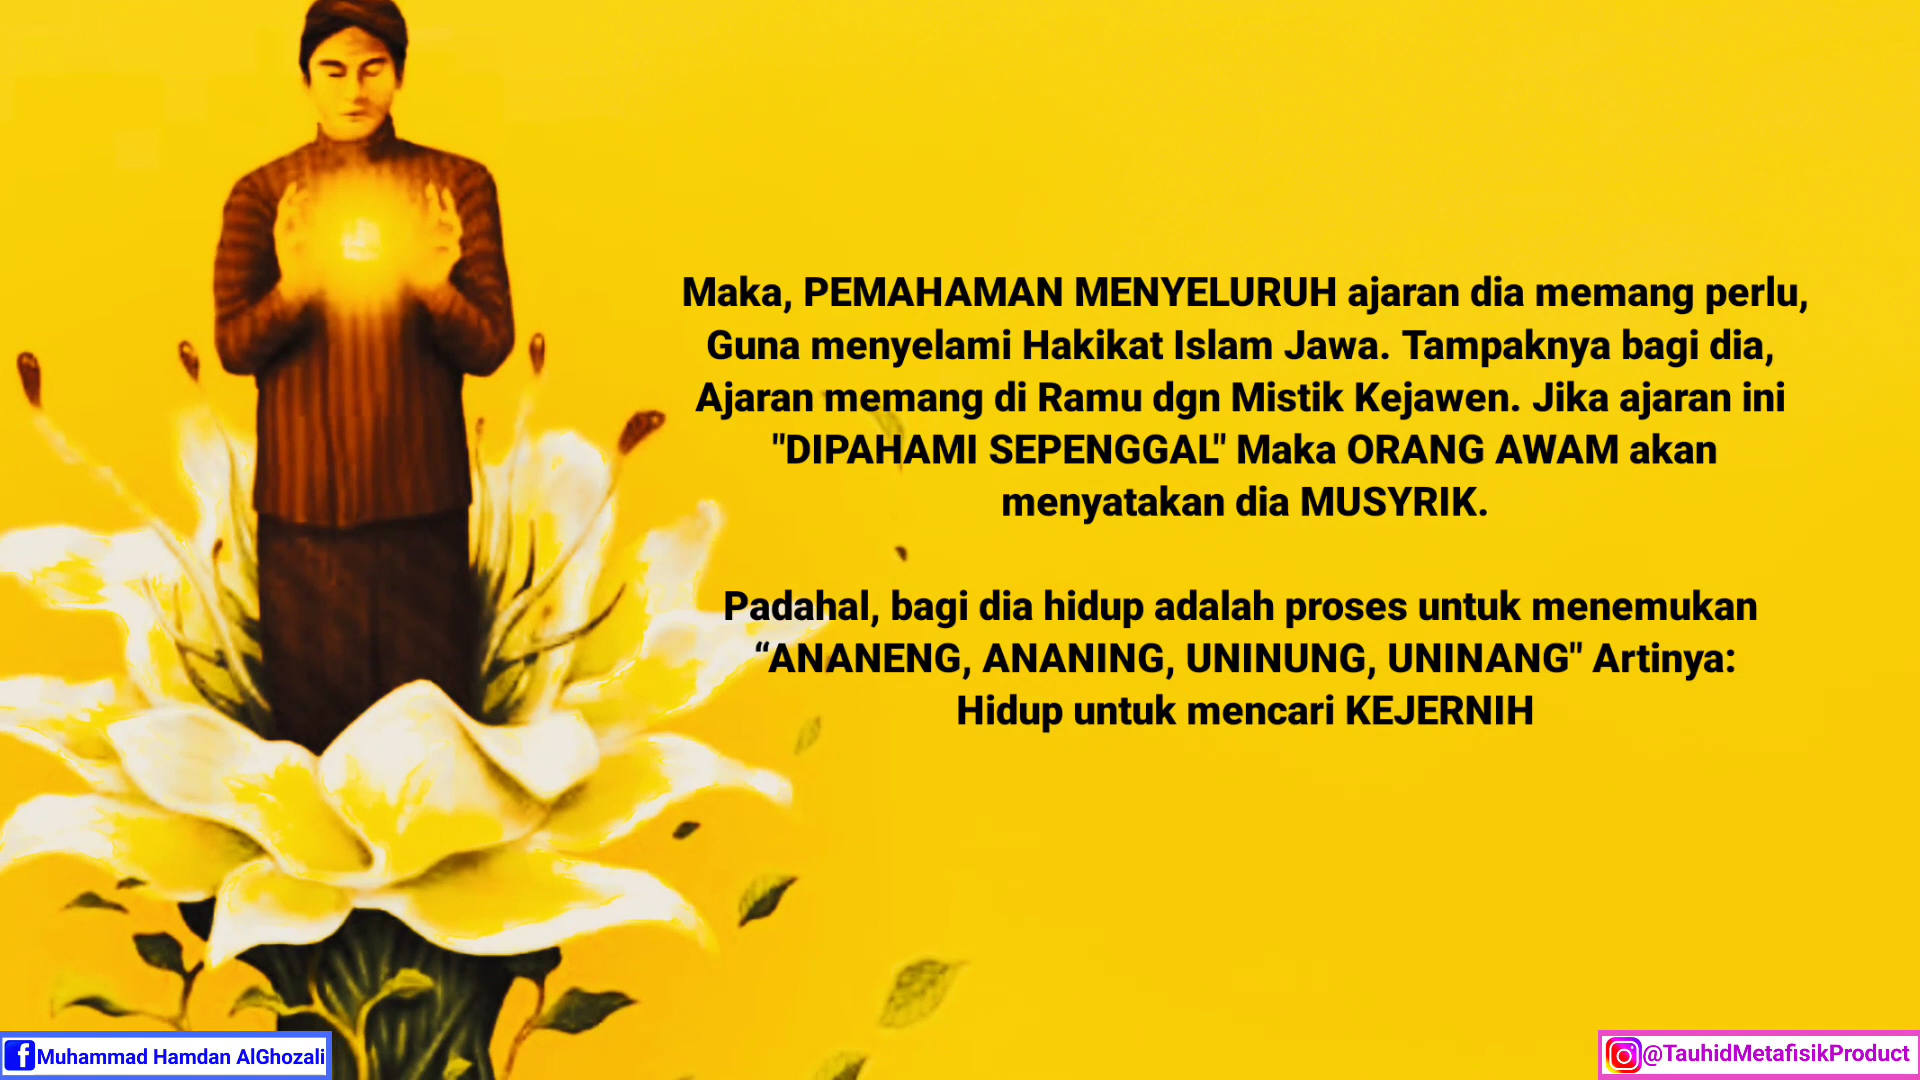 Maka, PEMAHAMAN MENYELURUH ajaran dia memang perlu,
Guna menyelami Hakikat Islam Jawa. Tampaknya bagi dia,
Ajaran memang di Ramu dgn Mistik Kejawen. Jika ajaran ini
"DIPAHAMI SEPENGGAL" Maka ORANG AWAM akan
menyatakan dia MUSYRIK.
Padahal, bagi dia hidup adalah proses untuk menemukan
“ANANENG, ANANING, UNINUNG, UNINANG" Artinya:
Hidup untuk mencari KEJERNIH
Muhammad Hamdan AlGhozali
@TauhidMetafisikProduct